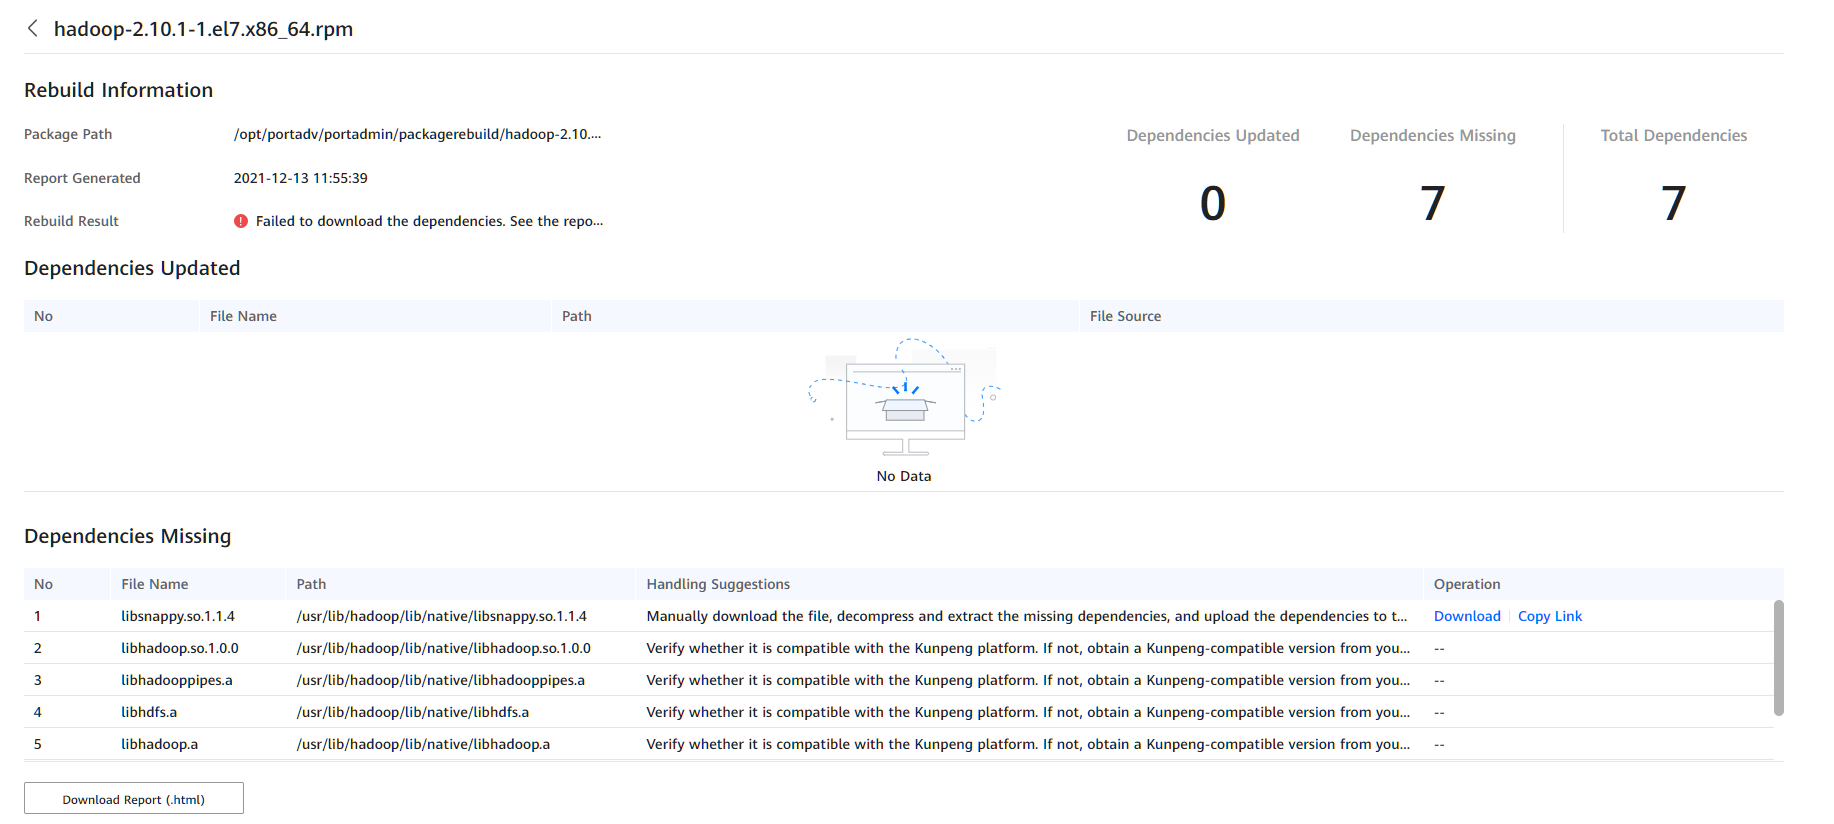 hadoop-2.10.1-1.el7.x86_64.rpm
Rebuild Information
Package Path /opt/portadv/portadmin/packagerebuild/hadoop-2.10....
Report Generated 2021-12-13 11:55:39
Rebuild Result Failed to download the dependencies. See the repo...
Dependencies Updated Dependencies Missing Total Dependencies
0 7 7
Dependencies Updated
No File Name Path File Source
No Data
Dependencies Missing
No File Name Path Handling Suggestions Operation
1 libsnappy.so.1.1.4 /usr/lib/hadoop/lib/native/libsnappy.so.1.1.4 Manually download the file, decompress and extract the missing dependencies, and upload the dependencies to t... Download Copy Link
2 libhadoop.so.1.0.0 /usr/lib/hadoop/lib/native/libhadoop.so.1.0.0 Verify whether it is compatible with the Kunpeng platform. If not, obtain a Kunpeng-compatible version from you... --
3 libhadooppipes.a /usr/lib/hadoop/lib/native/libhadooppipes.a Verify whether it is compatible with the Kunpeng platform. If not, obtain a Kunpeng-compatible version from you... --
4 libhdfs.a /usr/lib/hadoop/lib/native/libhdfs.a Verify whether it is compatible with the Kunpeng platform. If not, obtain a Kunpeng-compatible version from you... --
5 libhadoop.a /usr/lib/hadoop/lib/native/libhadoop.a Verify whether it is compatible with the Kunpeng platform. If not, obtain a Kunpeng-compatible version from you... --
Download Report (.html)